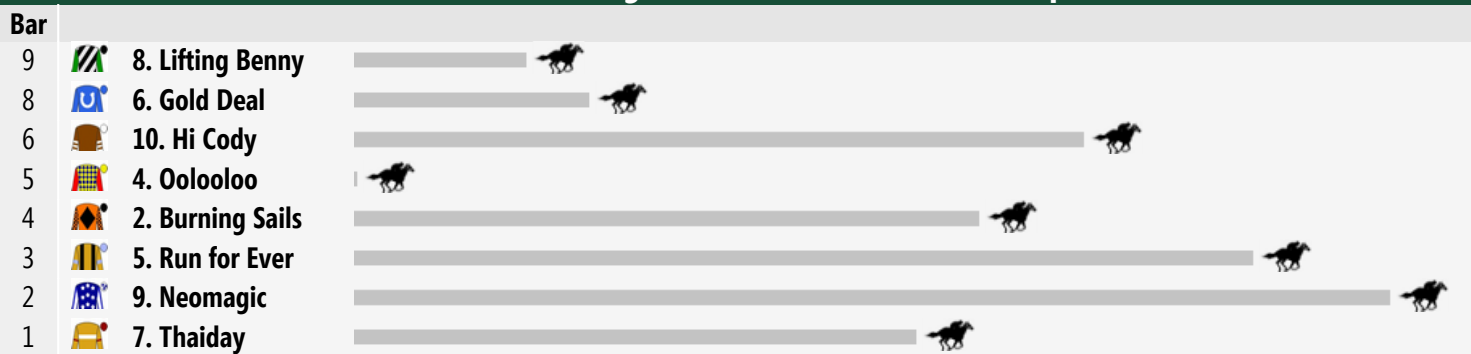 Bar
9 8. Lifting Benny
8 6. Gold Deal
6 10. Hi Cody
5 4. Oolooloo
4 2. Burning Sails
3 5. Run for Ever
2 9. Neomagic
1 7. Thaiday